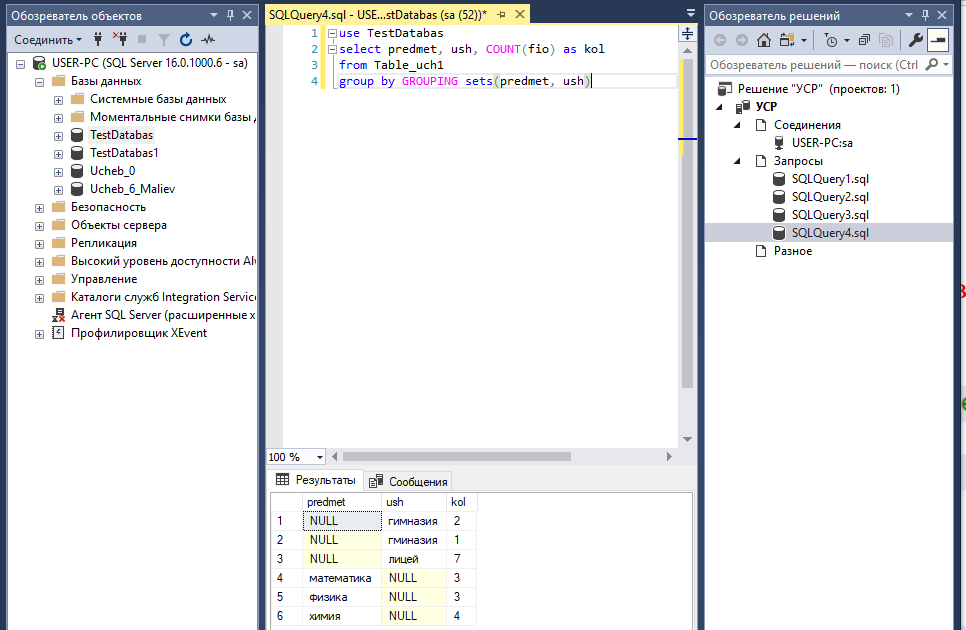 Обозреватель объектов
Соединить
USER-PC (SQL Server 16.0.1000.6 - sa)
Базы данных
Системные базы данных
Моментальные снимки базы
TestDatabas
TestDatabas1
Ucheb_0
Ucheb_6_Maliev
Безопасность
Объекты сервера
Репликация
Высокий уровень доступности Al
Управление
Каталоги служб Integration Service
Агент SQL Server (расширенные х
Профилировщик XEvent
SQLQuery4.sql - USE...stDatabas (sa (52))*
1 use TestDatabas
2 select predmet, ush, COUNT(fio) as kol
3 from Table_uch1
4 group by GROUPING sets(predmet, ush)
100 %
Результаты
Сообщения
predmet ush kol
1 NULL гимназия 2
2 NULL гминазия 1
3 NULL лицей 7
4 математика NULL 3
5 физика NULL 3
6 химия NULL 4
Обозреватель решений
Обозреватель решений — поиск (Ctrl
Решение "УСР" (проектов: 1)
УСР
Соединения
USER-PC:sa
Запросы
SQLQuery1.sql
SQLQuery2.sql
SQLQuery3.sql
SQLQuery4.sql
Разное